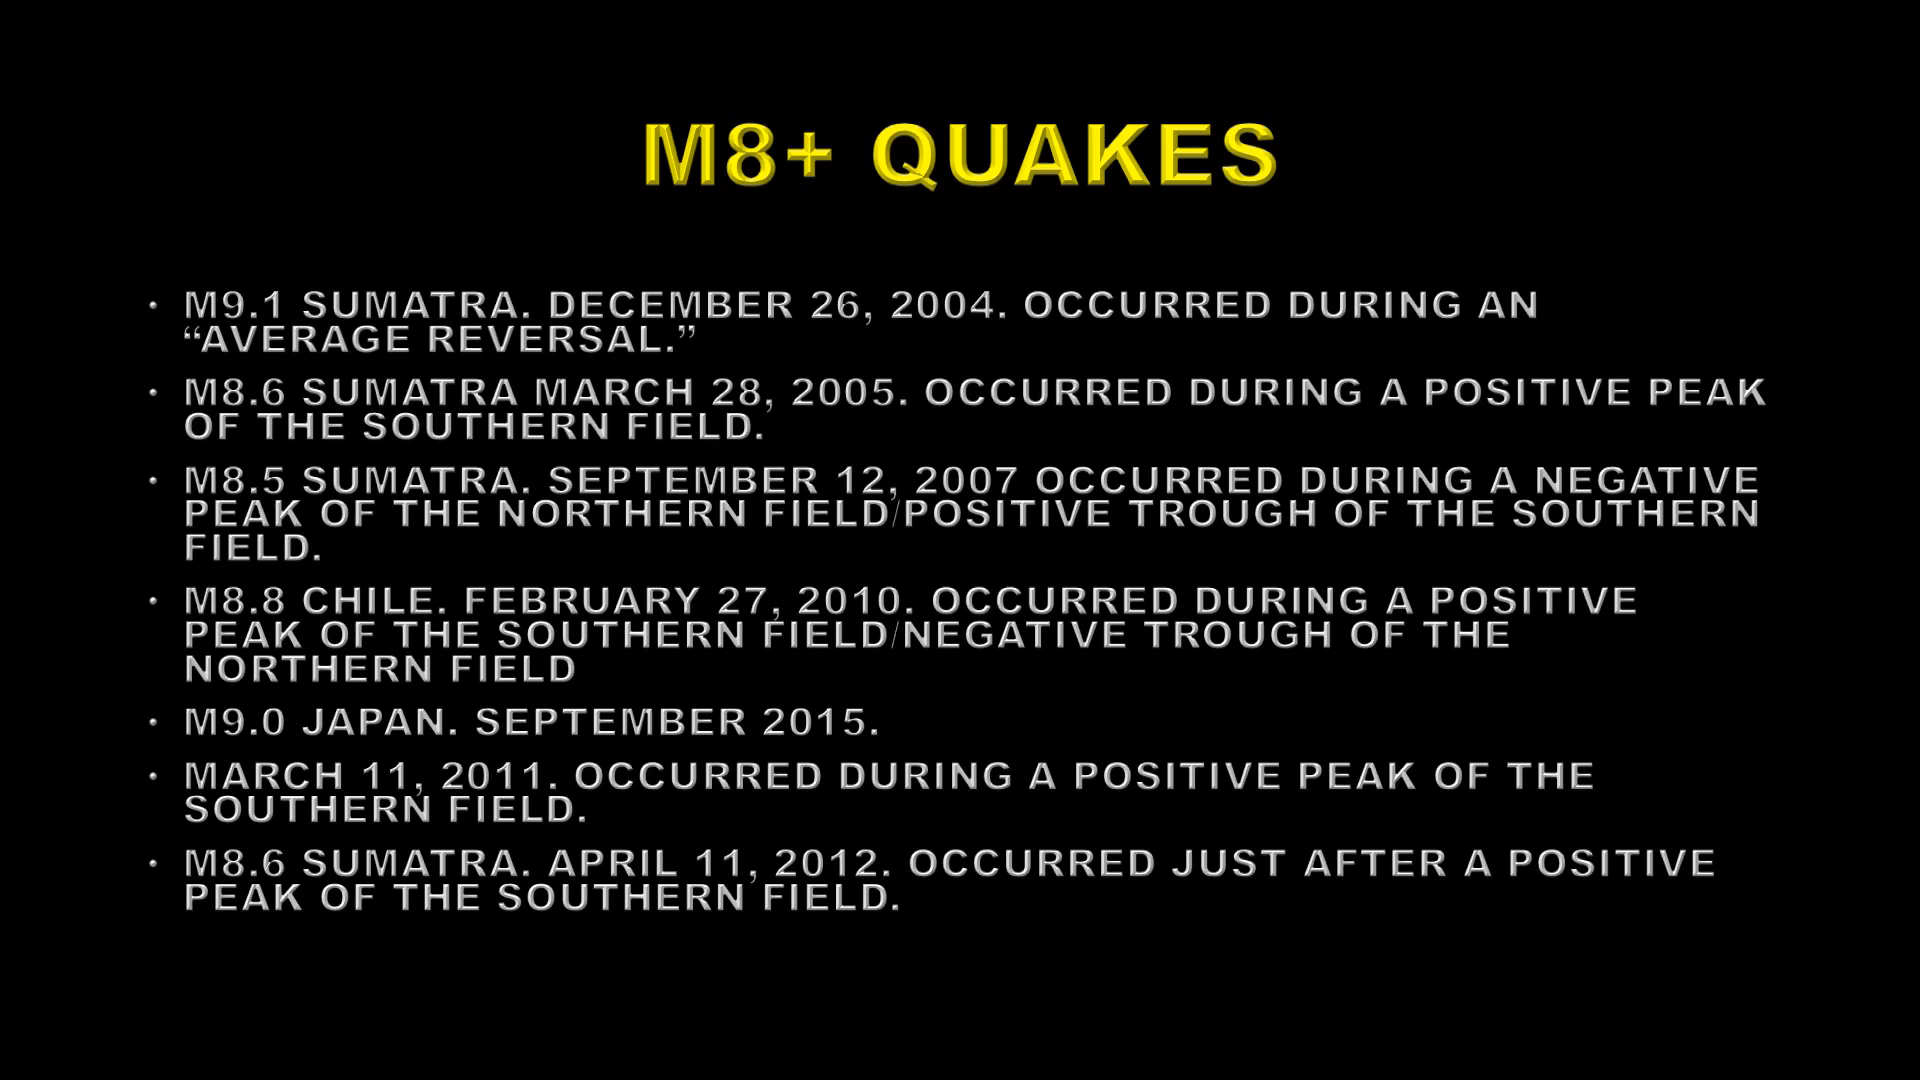 M8+ QUAKES
• M9.1 SUMATRA. DECEMBER 26, 2004. OCCURRED DURING AN
“AVERAGE REVERSAL.”
• M8.6 SUMATRA MARCH 28, 2005. OCCURRED DURING A POSITIVE PEAK
OF THE SOUTHERN FIELD.
• M8.5 SUMATRA. SEPTEMBER 12, 2007 OCCURRED DURING A NEGATIVE
PEAK OF THE NORTHERN FIELD/POSITIVE TROUGH OF THE SOUTHERN
FIELD.
• M8.8 CHILE. FEBRUARY 27, 2010. OCCURRED DURING A POSITIVE
PEAK OF THE SOUTHERN FIELD/NEGATIVE TROUGH OF THE
NORTHERN FIELD
• M9.0 JAPAN. SEPTEMBER 2015.
• MARCH 11, 2011. OCCURRED DURING A POSITIVE PEAK OF THE
SOUTHERN FIELD.
• M8.6 SUMATRA. APRIL 11, 2012. OCCURRED JUST AFTER A POSITIVE
PEAK OF THE SOUTHERN FIELD.